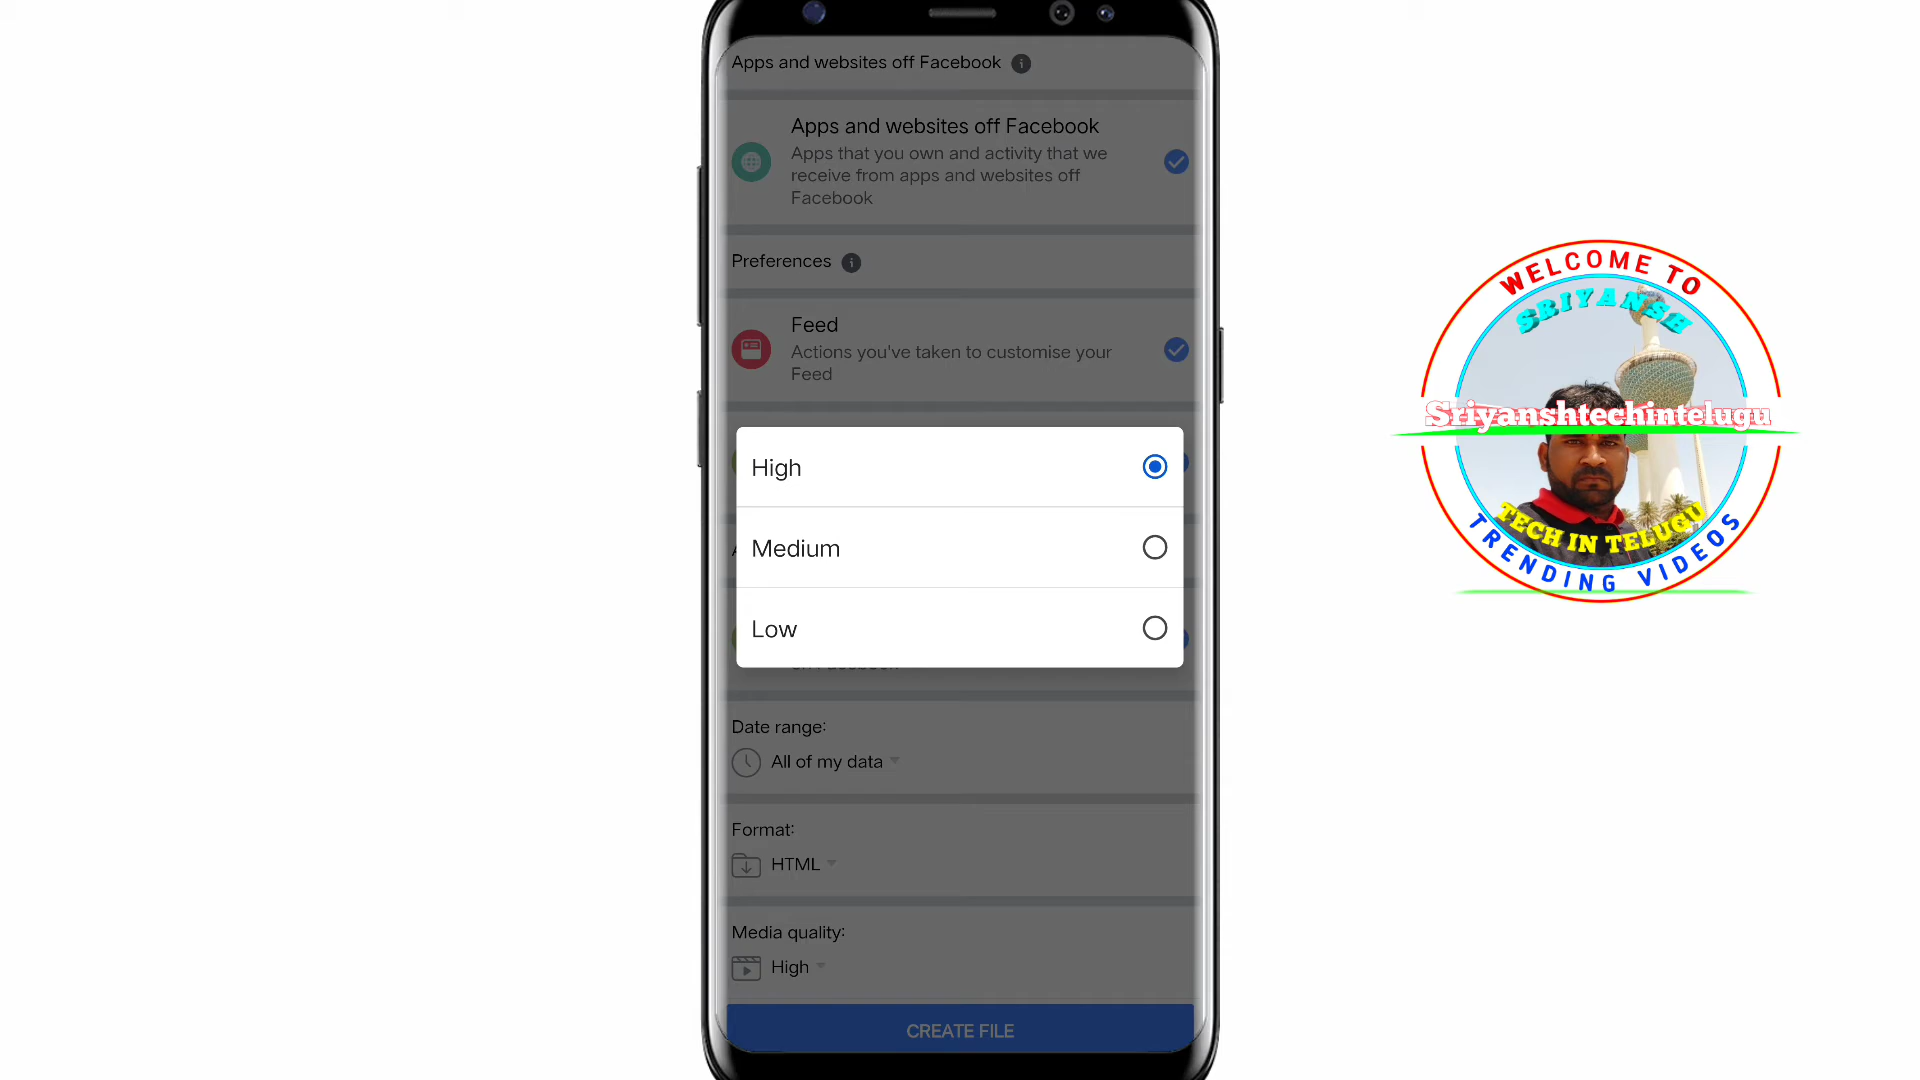 Apps and websites off Facebook
Apps and websites off Facebook
Apps that you own and activity that we
receive from apps and websites off
Facebook
Preferences
Feed
Actions you've taken to customise your
Feed
High
Medium
Low
Date range:
All of my data
Format:
HTML
Media quality:
High
CREATE FILE
WELCOME TO
SRIYANSH
Sriyanshtechintelugu
TECH IN TELUGU
TRENDING VIDEOS